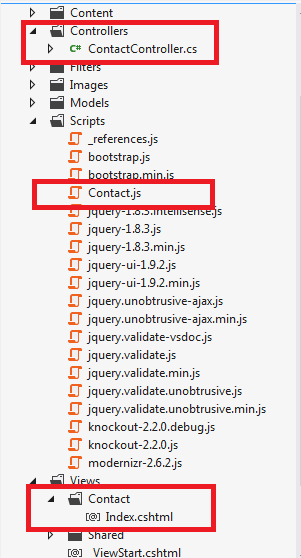 Content
Controllers
C# ContactController.cs
Filters
Images
Models
Scripts
_references.js
bootstrap.js
bootstrap.min.js
Contact.js
jquery-1.8.3.intellisense.js
jquery-1.8.3.js
jquery-1.8.3.min.js
jquery-ui-1.9.2.js
jquery-ui-1.9.2.min.js
jquery.unobtrusive-ajax.js
jquery.unobtrusive-ajax.min.js
jquery.validate-vsdoc.js
jquery.validate.js
jquery.validate.min.js
jquery.validate.unobtrusive.js
jquery.validate.unobtrusive.min.js
knockout-2.2.0.debug.js
knockout-2.2.0.js
modernizr-2.6.2.js
Views
Contact
[@] Index.cshtml
Shared
[@] _ViewStart.cshtml